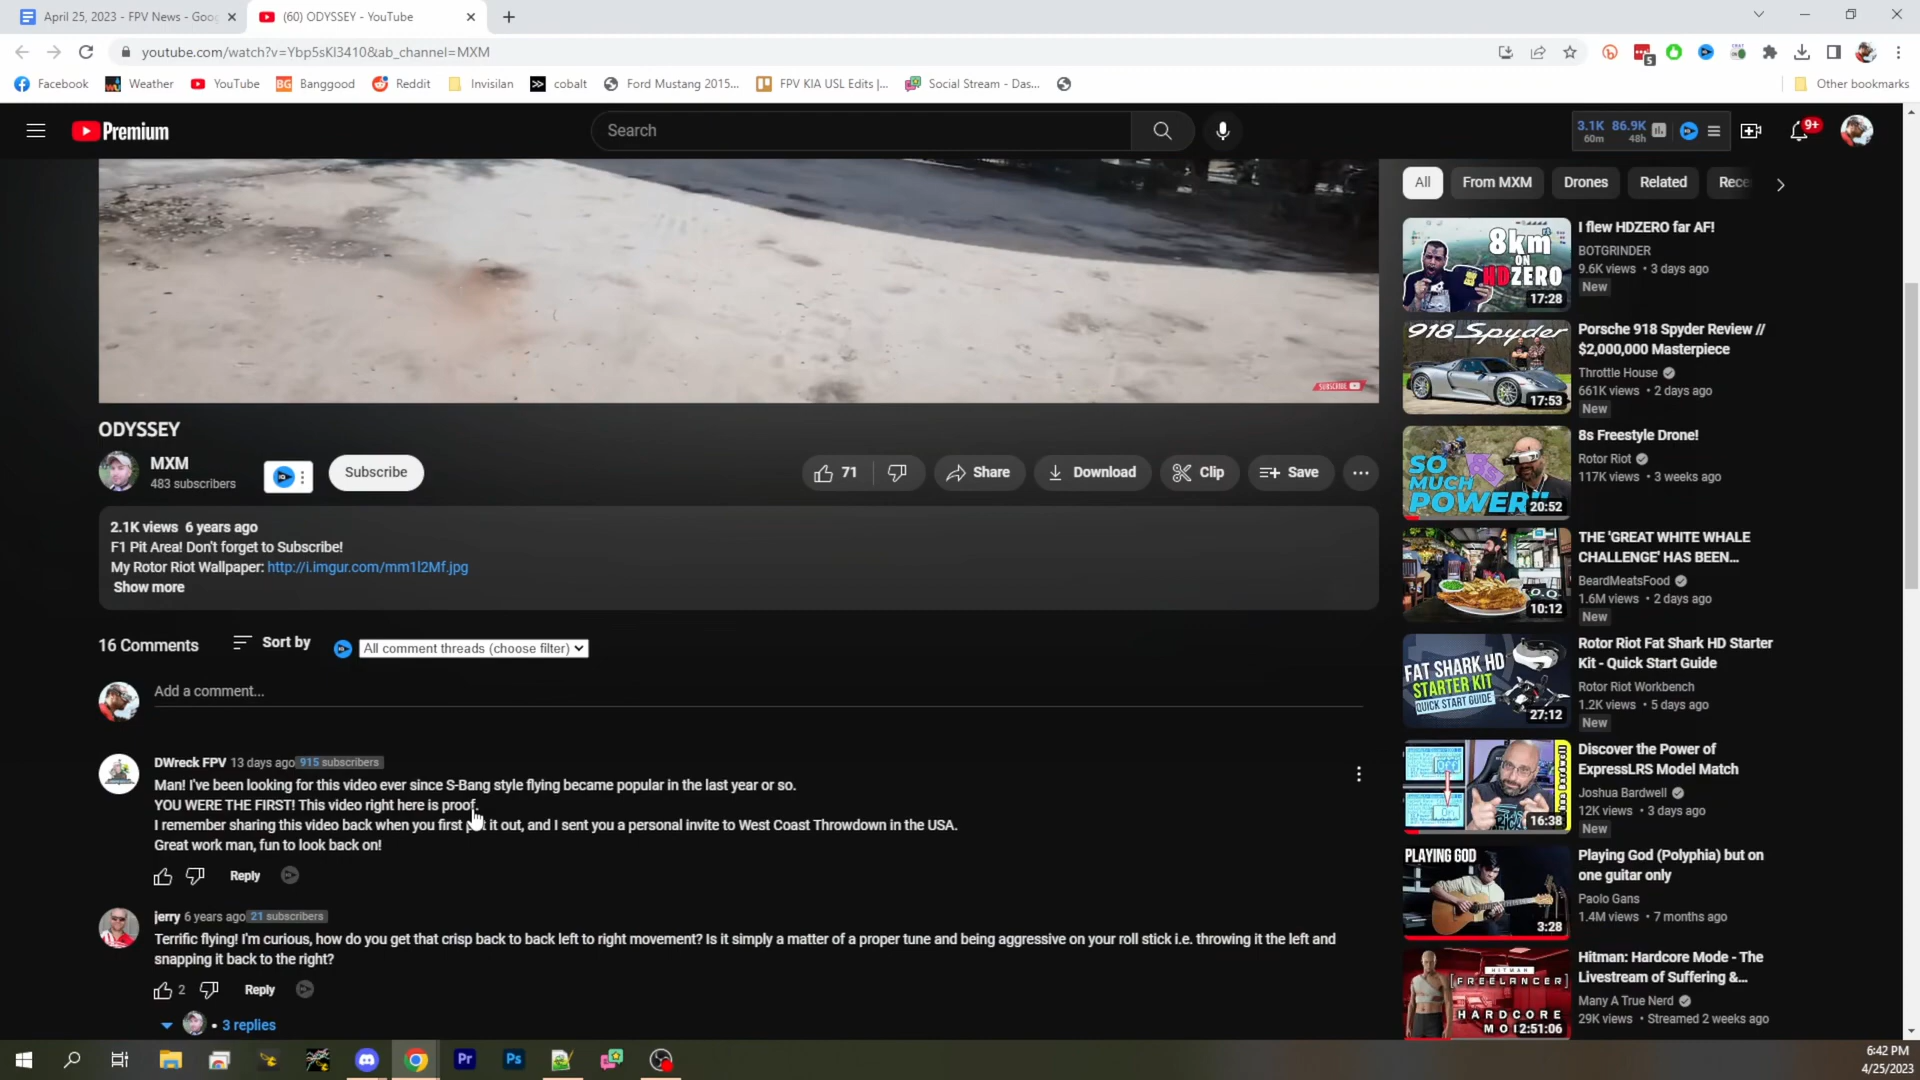 April 25, 2023 - FPV News - Goog
(60) ODYSSEY - YouTube
youtube.com/watch?v=Ybp5sKl3410&ab_channel=MXM
5
Facebook
Weather
YouTube
BG Banggood
Reddit
Invisilan
cobalt
Ford Mustang 2015...
FPV KIA USL Edits |...
Social Stream - Das...
Other bookmarks
Premium
Search
3.1K 86.9K
60m 48h
9+
SUBSCRIBE
ODYSSEY
MXM
483 subscribers
Subscribe
71
Share
Download
Clip
Save
2.1K views 6 years ago
F1 Pit Area! Don't forget to Subscribe!
My Rotor Riot Wallpaper: http://i.imgur.com/mm1l2Mf.jpg
Show more
16 Comments
Sort by
All comment threads (choose filter)
Add a comment...
DWreck FPV 13 days ago 915 subscribers
Man! I've been looking for this video ever since S-Bang style flying became popular in the last year or so.
YOU WERE THE FIRST! This video right here is proof.
I remember sharing this video back when you first it out, and I sent you a personal invite to West Coast Throwdown in the USA.
Great work man, fun to look back on!
Reply
jerry 6 years ago 21 subscribers
Terrific flying! I'm curious, how do you get that crisp back to back left to right movement? Is it simply a matter of a proper tune and being aggressive on your roll stick i.e. throwing it the left and
snapping it back to the right?
2
Reply
3 replies
All
From MXM
Drones
Related
Rece
8km
ON
HDZERO
17:28
I flew HDZERO far AF!
BOTGRINDER
9.6K views • 3 days ago
New
918 Spyder
17:53
Porsche 918 Spyder Review //
$2,000,000 Masterpiece
Throttle House
661K views • 2 days ago
New
SO
MUCH
POWER"
20:52
8s Freestyle Drone!
Rotor Riot
117K views • 3 weeks ago
10:12
THE 'GREAT WHITE WHALE
CHALLENGE' HAS BEEN...
BeardMeatsFood
1.6M views • 2 days ago
New
FAT SHARK HD
STARTER KIT
QUICK START GUIDE
27:12
Rotor Riot Fat Shark HD Starter
Kit - Quick Start Guide
Rotor Riot Workbench
1.2K views • 5 days ago
New
Off
On
16:38
Discover the Power of
ExpressLRS Model Match
Joshua Bardwell
12K views • 3 days ago
New
PLAYING GOD
3:28
Playing God (Polyphia) but on
one guitar only
Paolo Gans
1.4M views • 7 months ago
HITMAN
FREELANCER
HARDCORE
MO
2:51:06
Hitman: Hardcore Mode - The
Livestream of Suffering &...
Many A True Nerd
29K views • Streamed 2 weeks ago
Pr
Ps
6:42 PM
4/25/2023